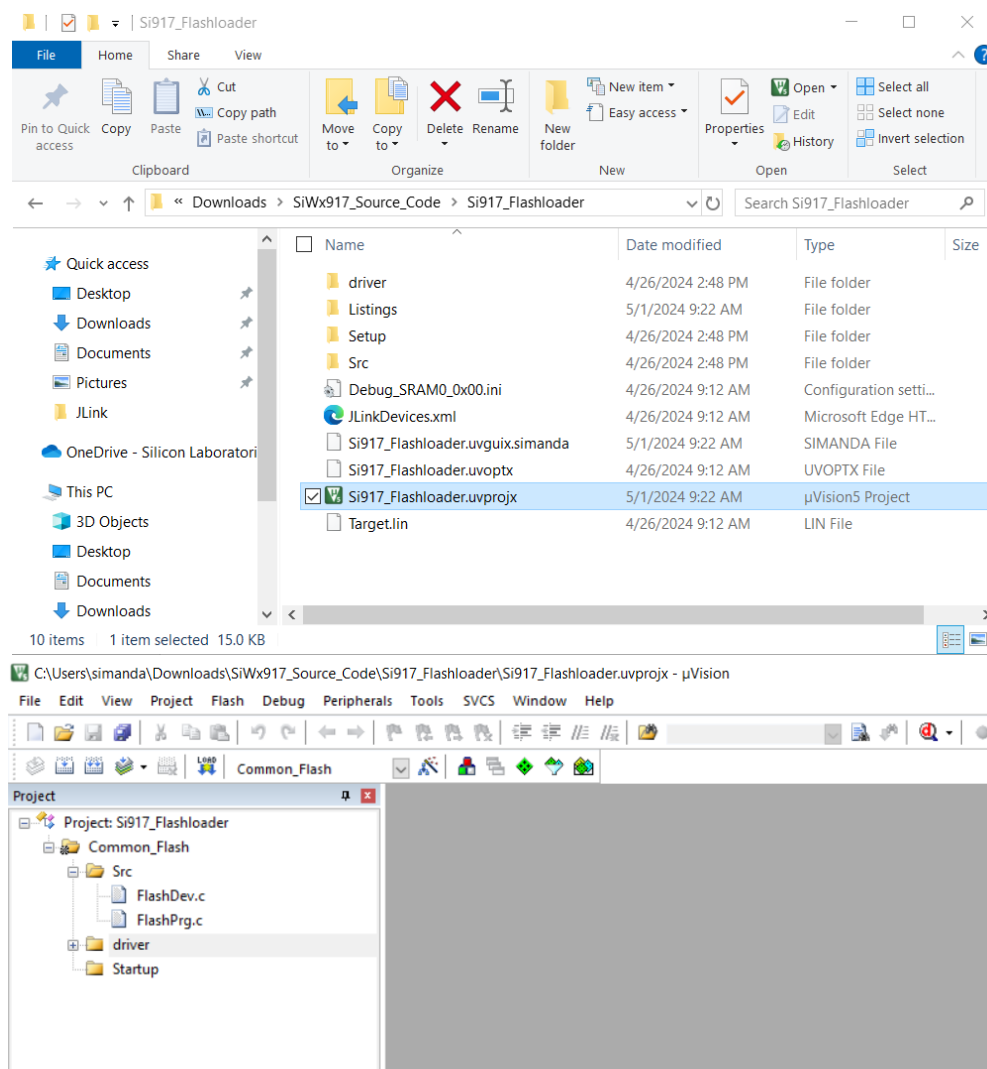 Si917_Flashloader
File Home Share View
Pin to Quick access
Copy
Paste
Cut
Copy path
Paste shortcut
Move to
Copy to
Delete
Rename
New folder
New item
Easy access
Properties
Open
Edit
History
Select all
Select none
Invert selection
Clipboard Organize New Open Select
« Downloads > SiWx917_Source_Code > Si917_Flashloader
Search Si917_Flashloader
Quick access
Desktop
Downloads
Documents
Pictures
JLink
OneDrive - Silicon Laboratori
This PC
3D Objects
Desktop
Documents
Downloads
Name Date modified Type Size
driver 4/26/2024 2:48 PM File folder
Listings 5/1/2024 9:22 AM File folder
Setup 4/26/2024 2:48 PM File folder
Src 4/26/2024 2:48 PM File folder
Debug_SRAM0_0x00.ini 4/26/2024 9:12 AM Configuration setti...
JLinkDevices.xml 4/26/2024 9:12 AM Microsoft Edge HT...
Si917_Flashloader.uvguix.simanda 5/1/2024 9:22 AM SIMANDA File
Si917_Flashloader.uvoptx 4/26/2024 9:12 AM UVOPTX File
Si917_Flashloader.uvprojx 5/1/2024 9:22 AM µVision5 Project
Target.lin 4/26/2024 9:12 AM LIN File
10 items 1 item selected 15.0 KB
C:\Users\simanda\Downloads\SiWx917_Source_Code\Si917_Flashloader\Si917_Flashloader.uvprojx - µVision
File Edit View Project Flash Debug Peripherals Tools SVCS Window Help
LOAD Common_Flash
Project
Project: Si917_Flashloader
Common_Flash
Src
FlashDev.c
FlashPrg.c
driver
Startup